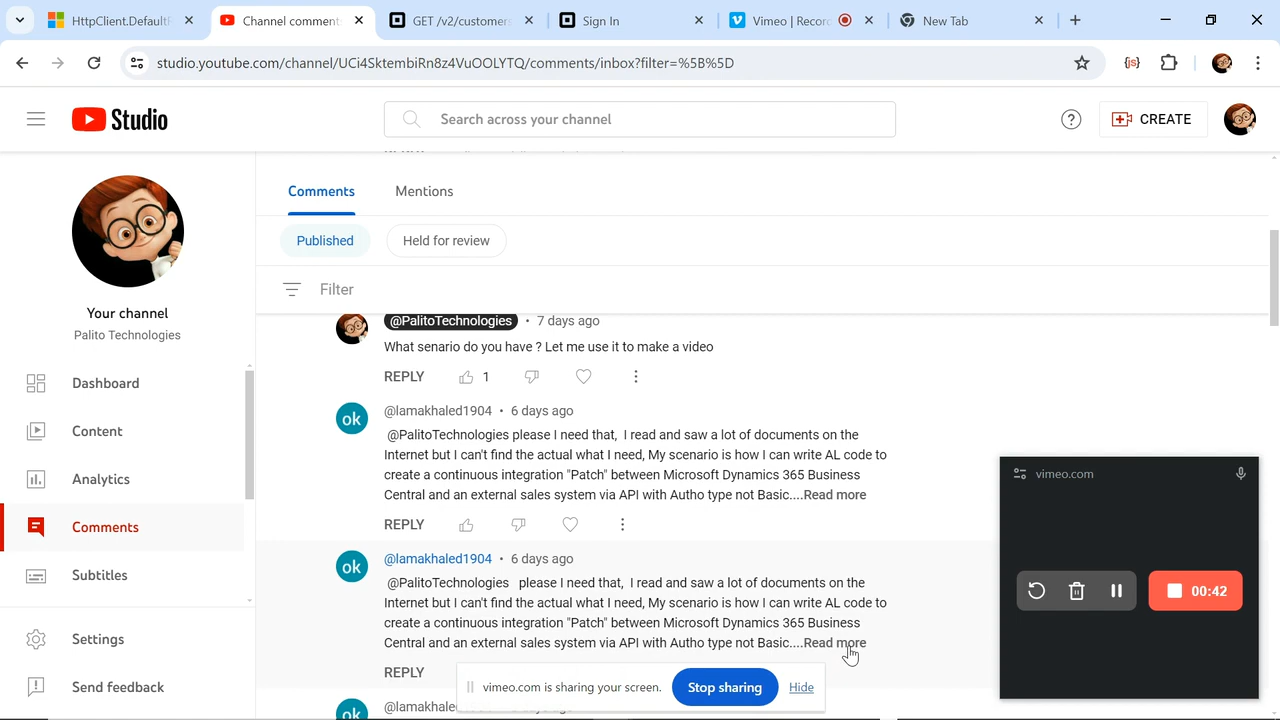 HttpClient.DefaultR
Channel comment
GET /v2/customers
Sign In
Vimeo | Recor
New Tab
studio.youtube.com/channel/UCi4SktembiRn8z4VuOOLYTQ/comments/inbox?filter=%5B%5D
{js}
Studio
Search across your channel
CREATE
Your channel
Palito Technologies
Dashboard
Content
Analytics
Comments
Subtitles
Settings
Send feedback
Comments
Mentions
Published
Held for review
Filter
@PalitoTechnologies • 7 days ago
What senario do you have ? Let me use it to make a video
REPLY 1
ok
@lamakhaled1904 • 6 days ago
@PalitoTechnologies please I need that, I read and saw a lot of documents on the
Internet but I can't find the actual what I need, My scenario is how I can write AL code to
create a continuous integration "Patch" between Microsoft Dynamics 365 Business
Central and an external sales system via API with Autho type not Basic....Read more
REPLY
ok
@lamakhaled1904 • 6 days ago
@PalitoTechnologies please I need that, I read and saw a lot of documents on the
Internet but I can't find the actual what I need, My scenario is how I can write AL code to
create a continuous integration "Patch" between Microsoft Dynamics 365 Business
Central and an external sales system via API with Autho type not Basic....Read more
REPLY
ok
vimeo.com is sharing your screen.
Stop sharing
Hide
vimeo.com
00:42